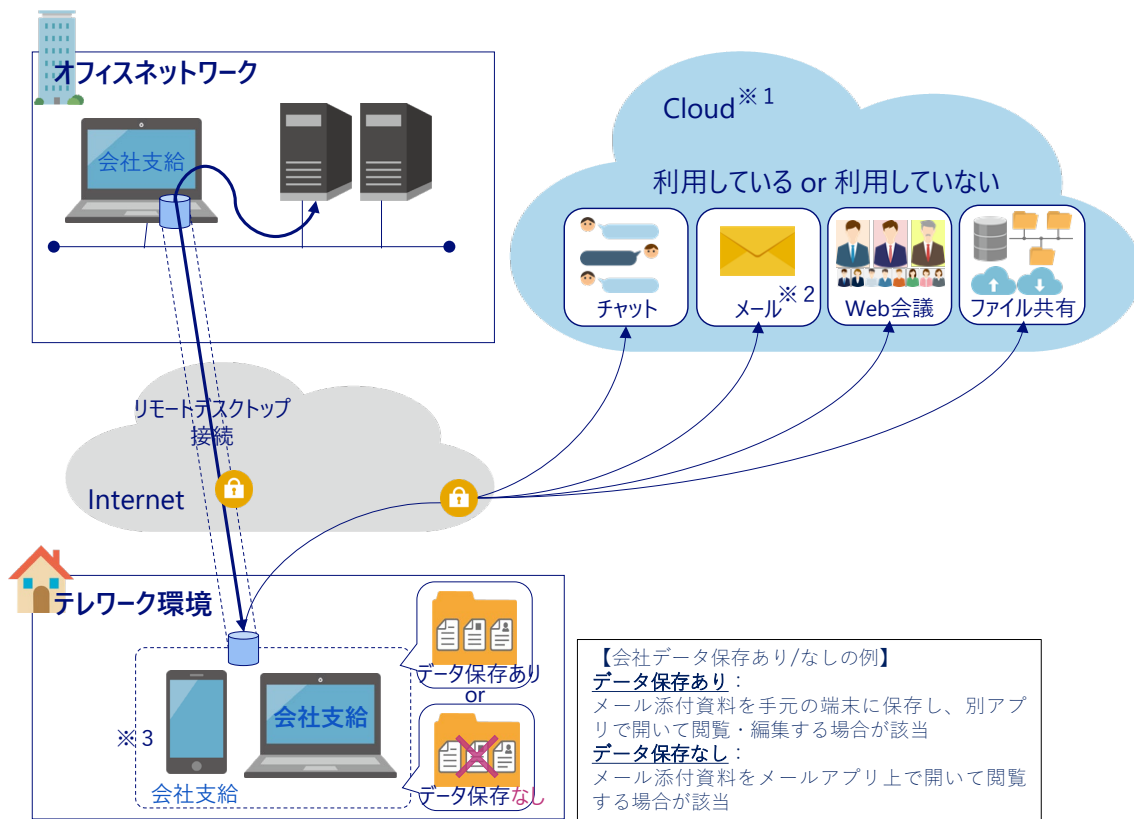 オフィスネットワーク
会社支給
Cloud※1
利用している or 利用していない
チャット
メール※2
Web会議
ファイル共有
リモートデスクトップ
接続
Internet
テレワーク環境
データ保存あり
or
データ保存なし
※3
会社支給
会社支給
【会社データ保存あり/なしの例】
データ保存あり：
メール添付資料を手元の端末に保存し、別アプ
リで開いて閲覧・編集する場合が該当
データ保存なし：
メール添付資料をメールアプリ上で開いて閲覧
する場合が該当